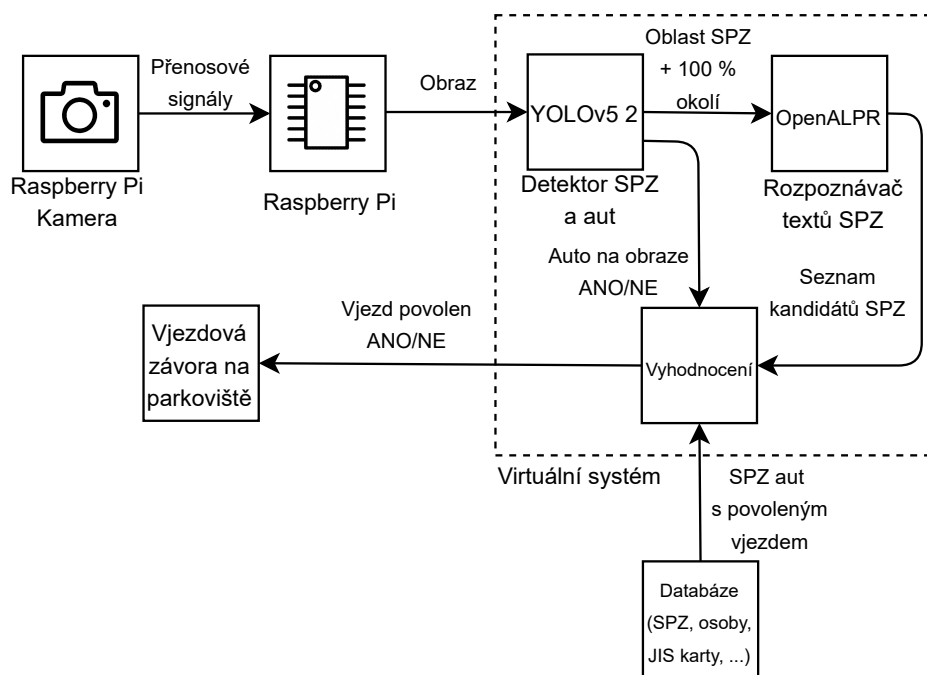 Přenosové
signály
Raspberry Pi
Kamera
Raspberry Pi
Obraz
YOLOv5 2
Detektor SPZ
a aut
Oblast SPZ
+ 100 %
okolí
OpenALPR
Rozpoznávač
textů SPZ
Auto na obraze
ANO/NE
Seznam
kandidátů SPZ
Vjezd povolen
ANO/NE
Vjezdová
závora na
parkoviště
Vyhodnocení
Virtuální systém
SPZ aut
s povoleným
vjezdem
Databáze
(SPZ, osoby,
JIS karty, ...)